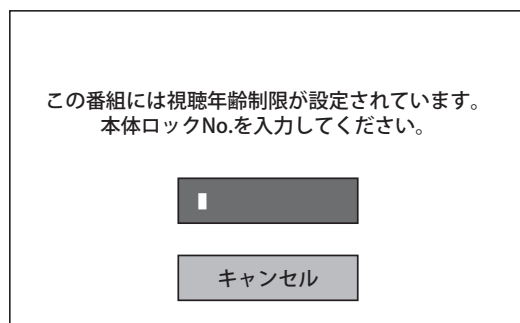 この番組には視聴年齢制限が設定されています。
本体ロックNo.を入力してください。
キャンセル